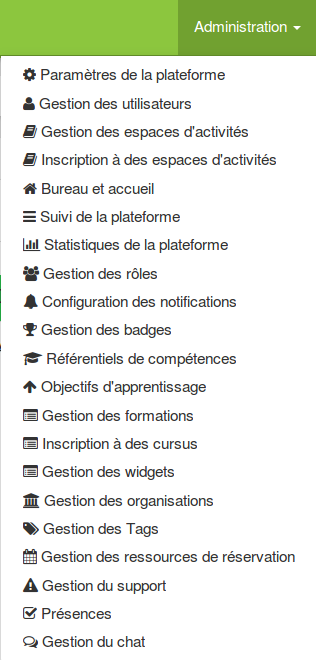 Administration
Paramètres de la plateforme
Gestion des utilisateurs
Gestion des espaces d'activités
Inscription à des espaces d'activités
Bureau et accueil
Suivi de la plateforme
Statistiques de la plateforme
Gestion des rôles
Configuration des notifications
Gestion des badges
Référentiels de compétences
Objectifs d'apprentissage
Gestion des formations
Inscription à des cursus
Gestion des widgets
Gestion des organisations
Gestion des Tags
Gestion des ressources de réservation
Gestion du support
Présences
Gestion du chat